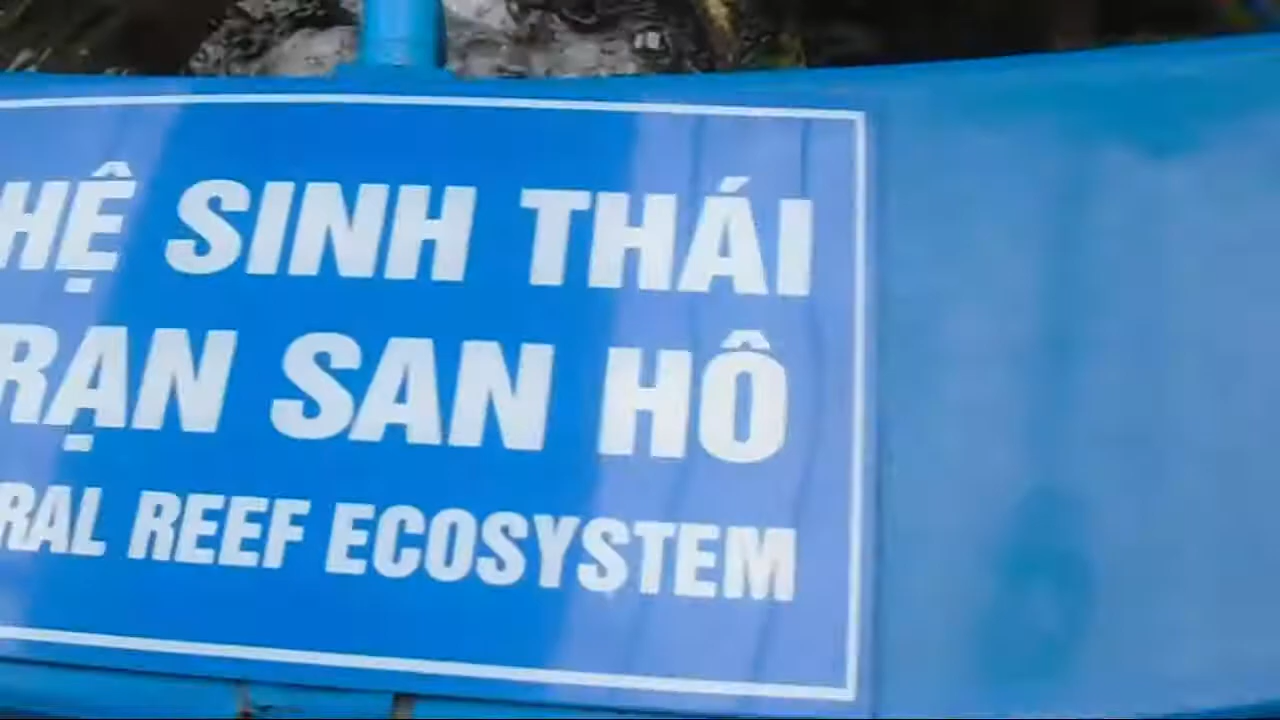 HỆ SINH THÁI
RẠN SAN HÔ
RAL REEF ECOSYSTEM